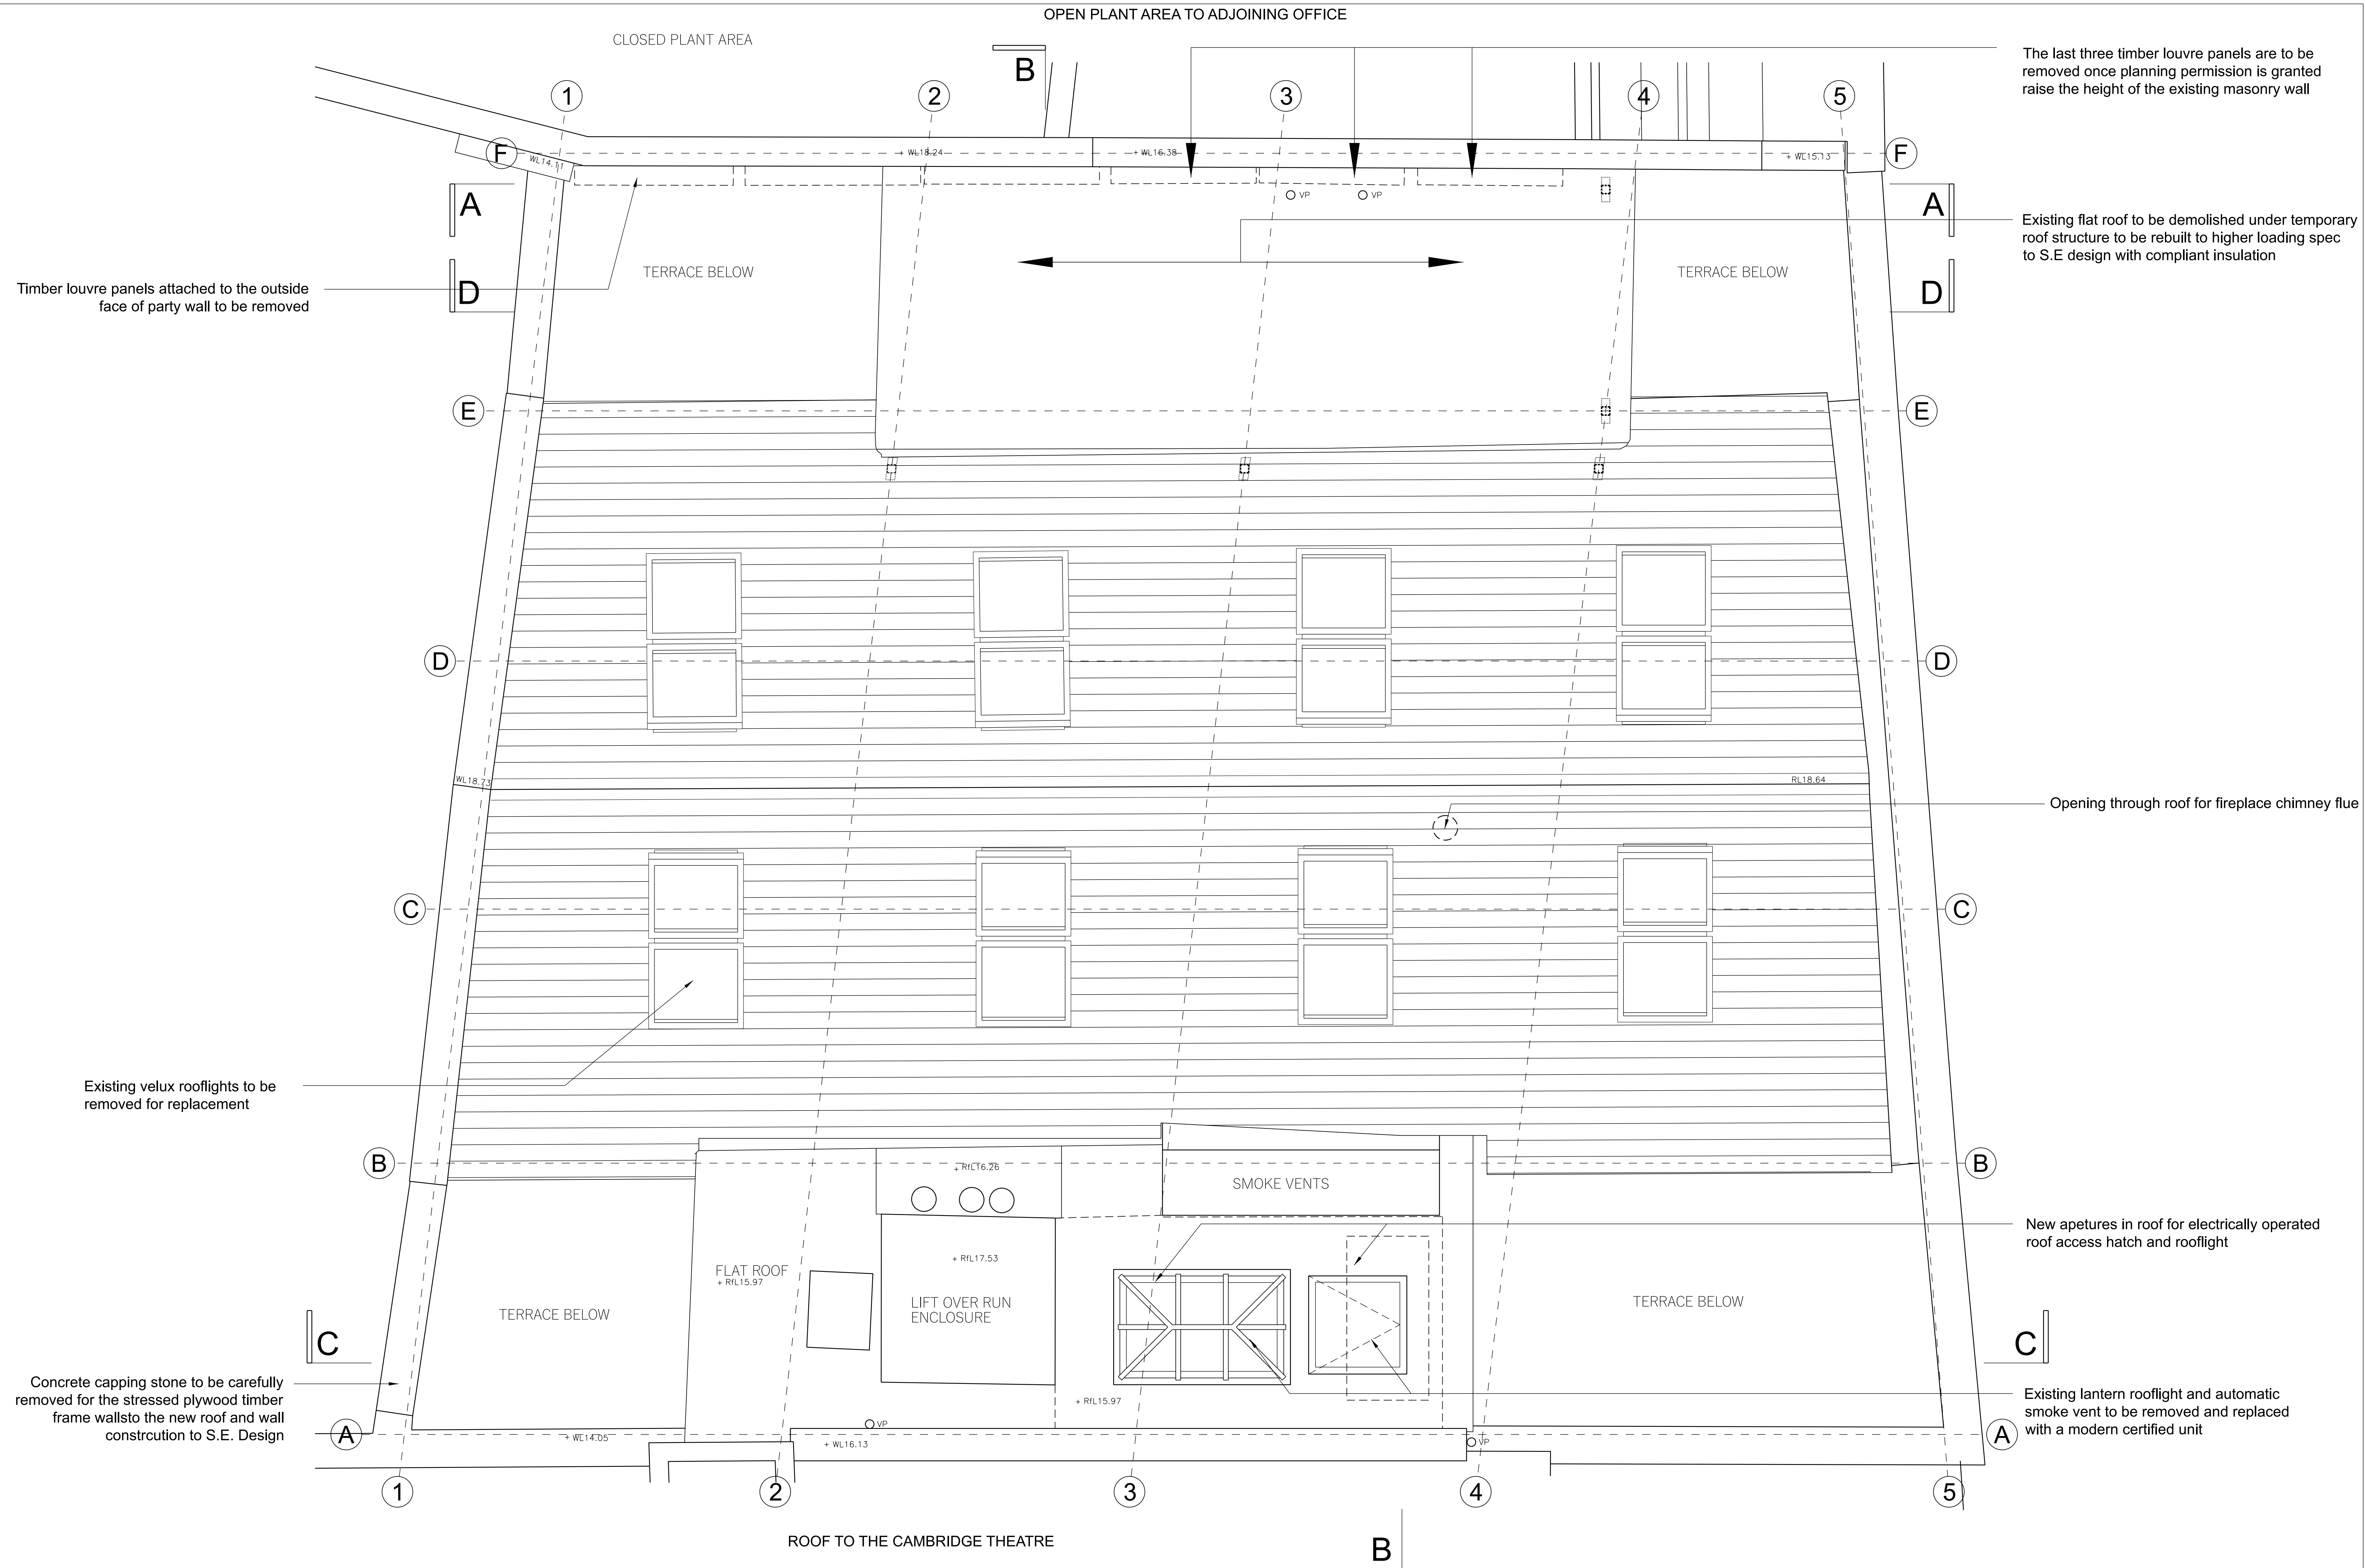 OPEN PLANT AREA TO ADJOINING OFFICE
CLOSED PLANT AREA
B
The last three timber louvre panels are to be
removed once planning permission is granted
raise the height of the existing masonry wall
1
2
3
4
5
F
WL14.11
+ WL18.24
+ WL16.38
+ WL15.13
F
A
VP
VP
A
Existing flat roof to be demolished under temporary
roof structure to be rebuilt to higher loading spec
to S.E design with compliant insulation
TERRACE BELOW
TERRACE BELOW
Timber louvre panels attached to the outside
face of party wall to be removed
D
D
E
E
D
D
WL18.73
RL18.64
Opening through roof for fireplace chimney flue
C
C
Existing velux rooflights to be
removed for replacement
B
+ RfL16.26
SMOKE VENTS
B
New apetures in roof for electrically operated
roof access hatch and rooflight
+ RfL17.53
FLAT ROOF
+ RfL15.97
LIFT OVER RUN
ENCLOSURE
TERRACE BELOW
TERRACE BELOW
C
C
Concrete capping stone to be carefully
removed for the stressed plywood timber
frame wallsto the new roof and wall
constrcution to S.E. Design
+ RfL15.97
Existing lantern rooflight and automatic
smoke vent to be removed and replaced
with a modern certified unit
A
+ WL14.05
VP
+ WL16.13
VP
A
1
2
3
4
5
ROOF TO THE CAMBRIDGE THEATRE
B